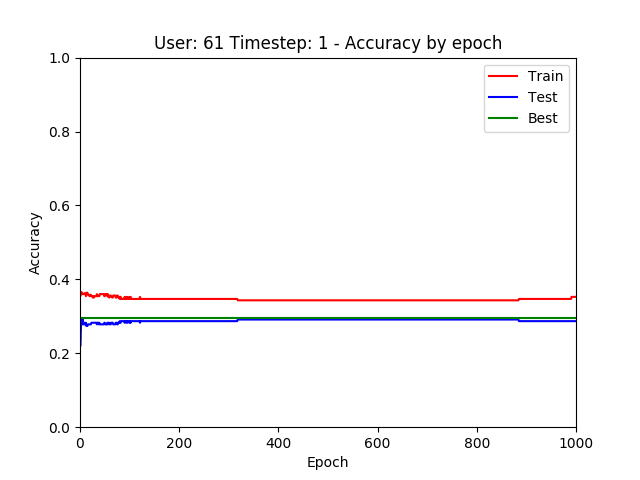 User: 61 Timestep: 1 - Accuracy by epoch
1.0
0.8
0.6
0.4
0.2
0.0
Accuracy
Train
Test
Best
0 200 400 600 800 1000
Epoch